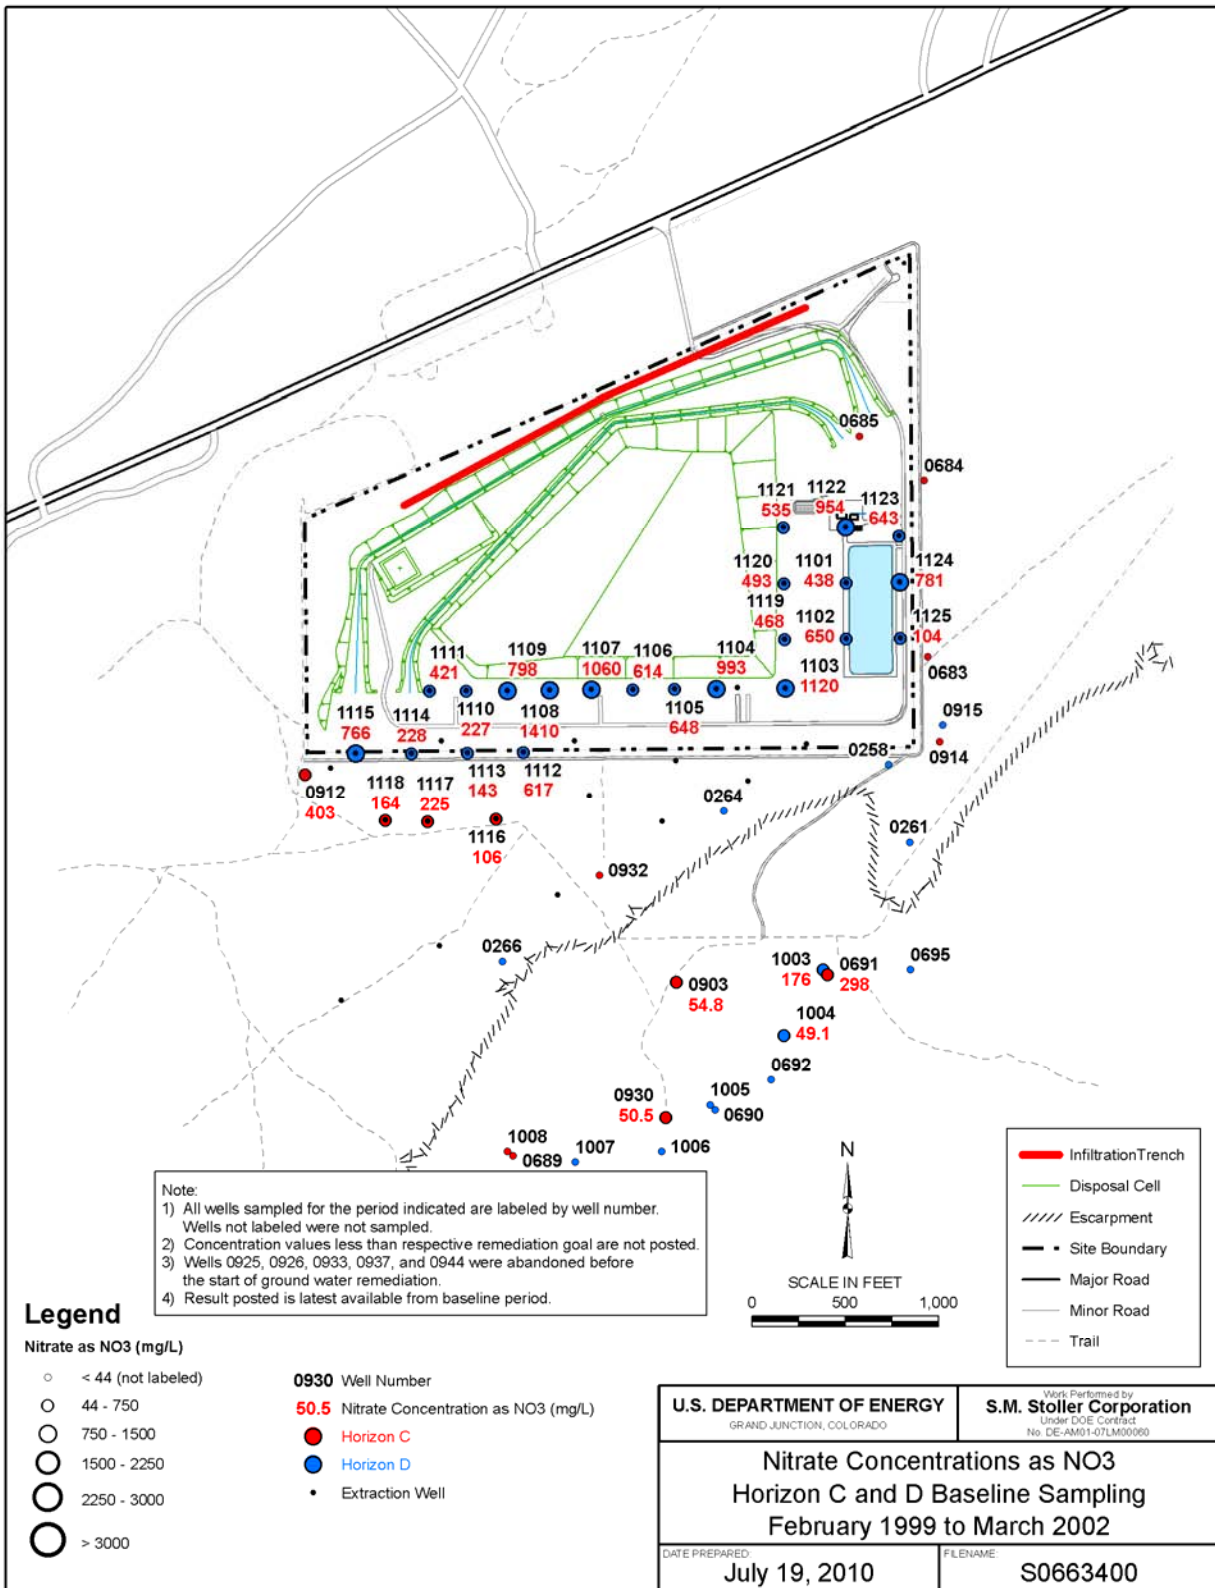 0685
0684
1121
535
1122
954
1123
643
1120
493
1101
438
1124
781
1119
468
1102
650
1125
104
1111
421
1109
798
1107
1060
1106
614
1104
993
1103
1120
0683
1115
766
1114
228
1110
227
1108
1410
1105
648
0915
0914
0258
0912
403
1118
164
1117
225
1113
143
1112
617
0264
0261
1116
106
0932
0266
0903
54.8
1003
176
0691
298
0695
1004
49.1
0692
0930
50.5
1005
0690
1008
0689
1007
1006
N
SCALE IN FEET
0 500 1,000
InfiltrationTrench
Disposal Cell
Escarpment
Site Boundary
Major Road
Minor Road
Trail
Note:
1) All wells sampled for the period indicated are labeled by well number.
Wells not labeled were not sampled.
2) Concentration values less than respective remediation goal are not posted.
3) Wells 0925, 0926, 0933, 0937, and 0944 were abandoned before
the start of ground water remediation.
4) Result posted is latest available from baseline period.
Legend
Nitrate as NO3 (mg/L)
< 44 (not labeled)
44 - 750
750 - 1500
1500 - 2250
2250 - 3000
> 3000
0930 Well Number
50.5 Nitrate Concentration as NO3 (mg/L)
Horizon C
Horizon D
Extraction Well
U.S. DEPARTMENT OF ENERGY
GRAND JUNCTION, COLORADO
Work Performed by
S.M. Stoller Corporation
Under DOE Contract
No. DE-AM01-07LM00060
Nitrate Concentrations as NO3
Horizon C and D Baseline Sampling
February 1999 to March 2002
DATE PREPARED:
July 19, 2010
FILENAME:
S0663400